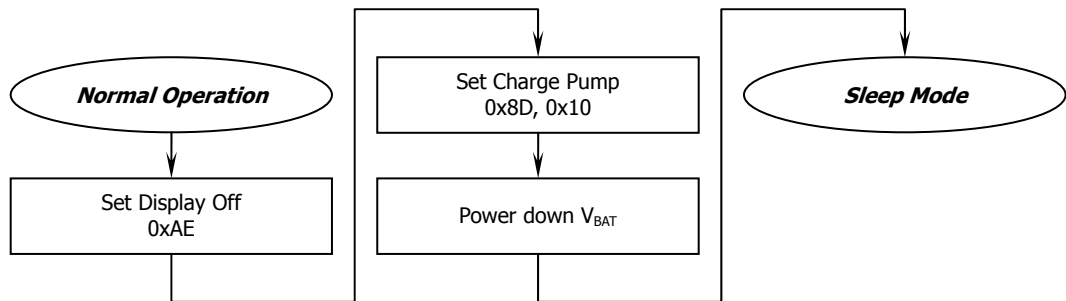 Normal Operation
Set Display Off
0xAE
Set Charge Pump
0x8D, 0x10
Power down VBAT
Sleep Mode